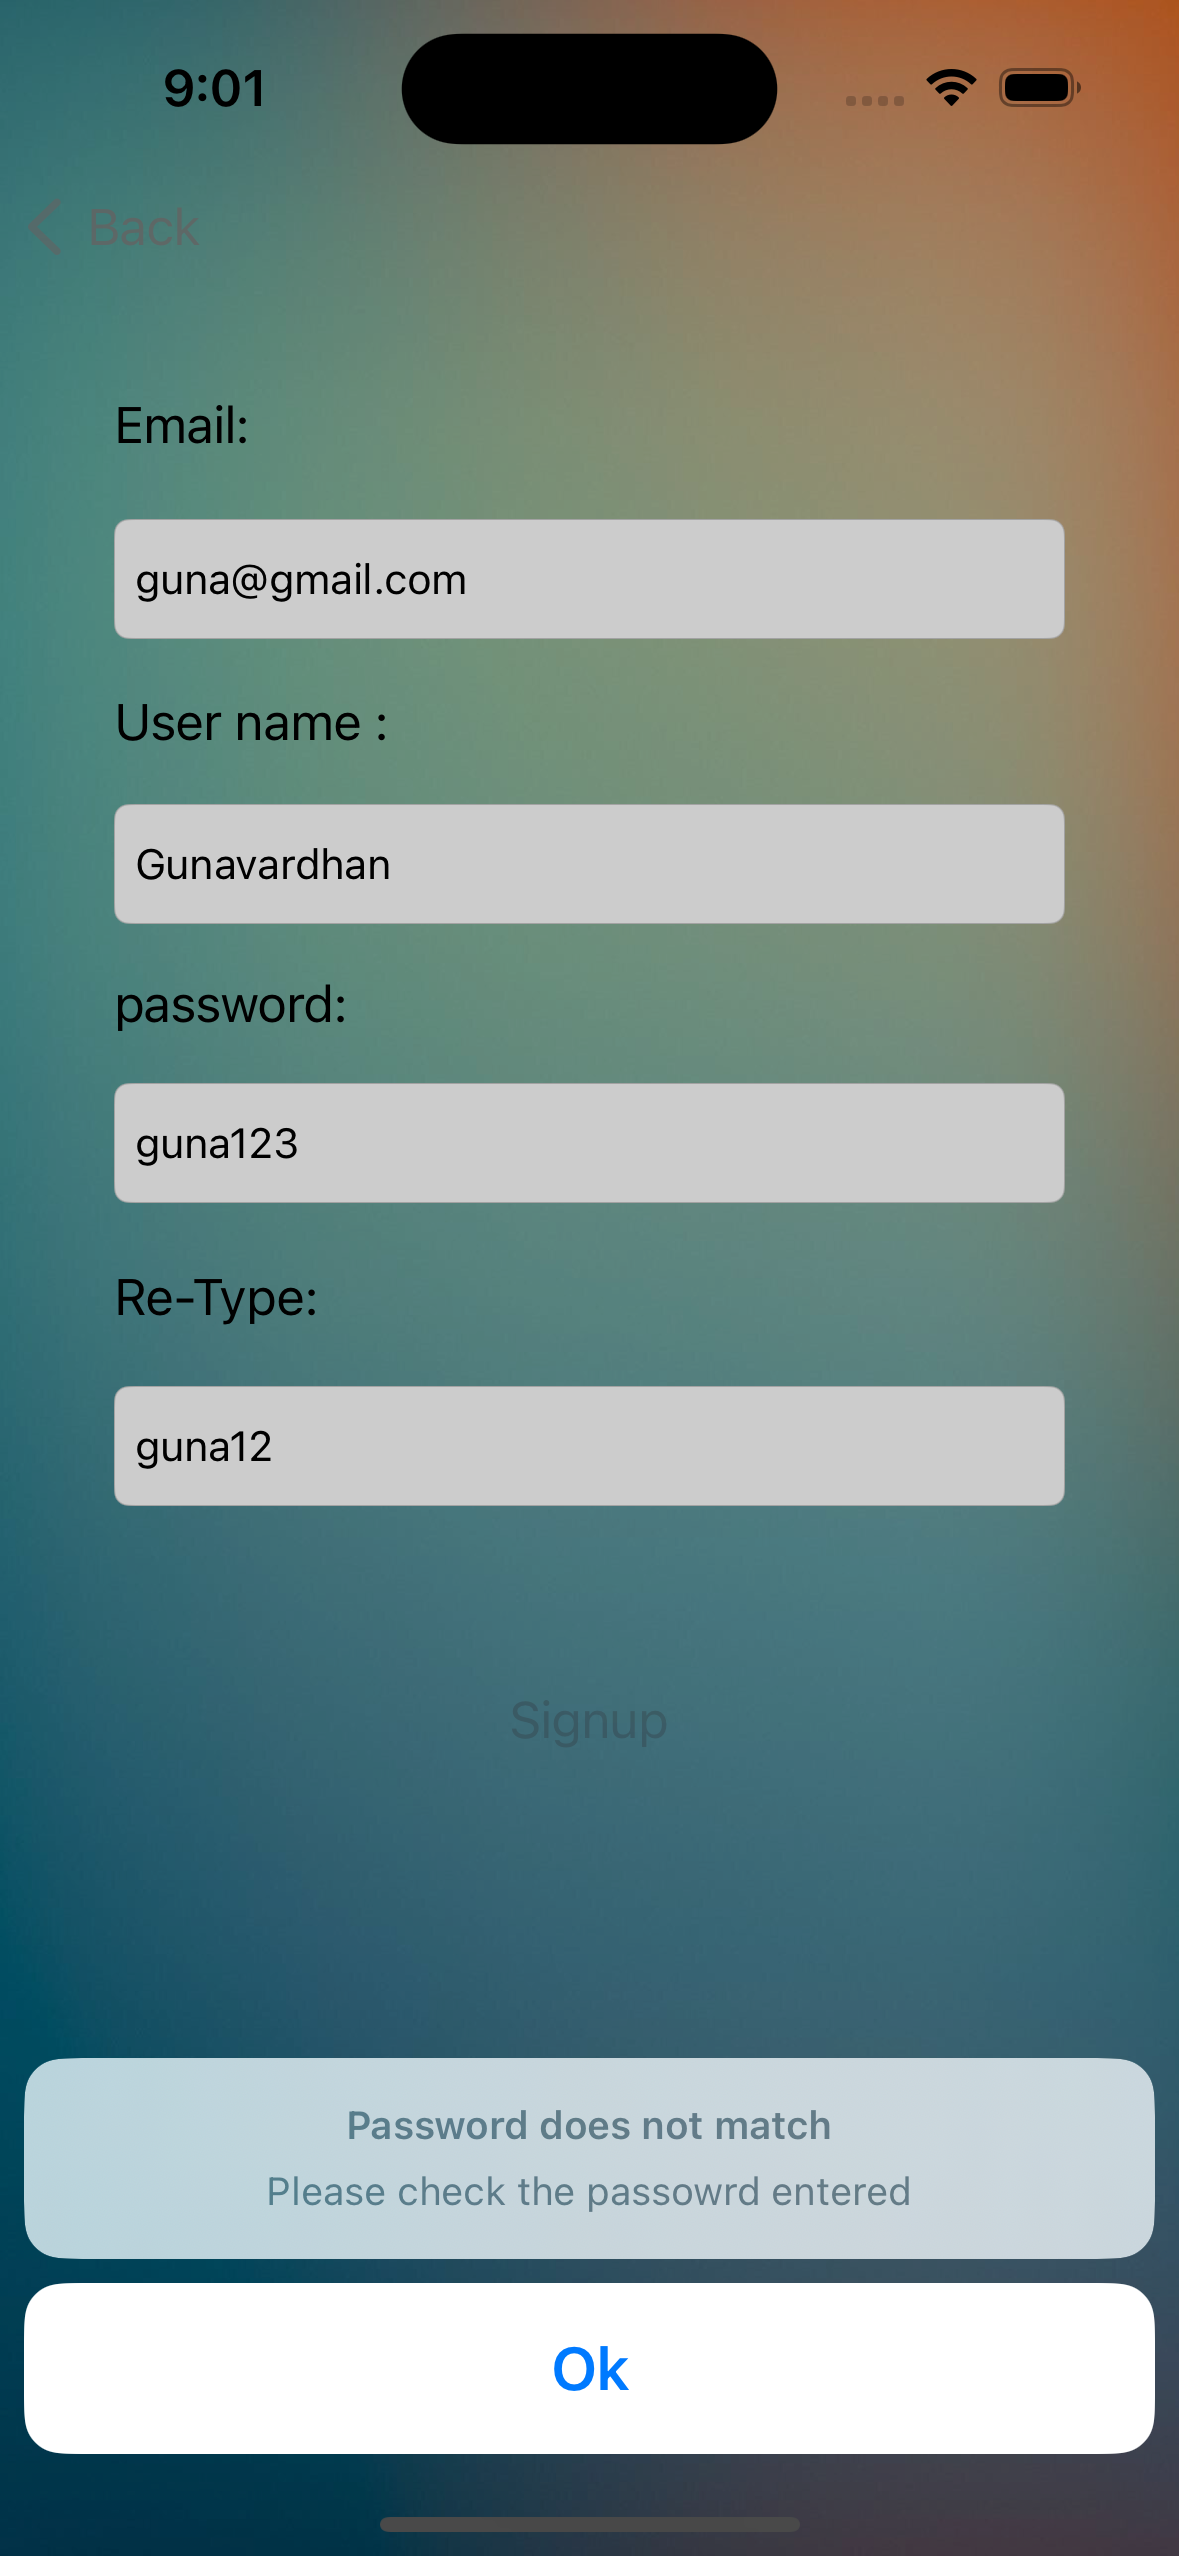 9:01
Back
Email:
guna@gmail.com
User name :
Gunavardhan
password:
guna123
Re-Type:
guna12
Signup
Password does not match
Please check the passowrd entered
Ok